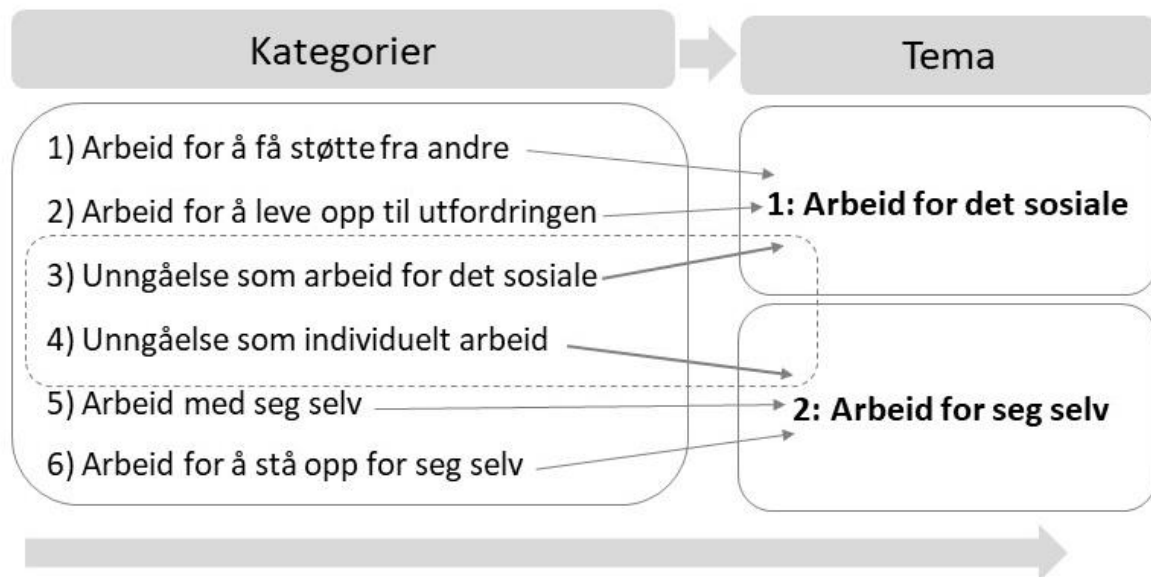 Kategorier
Tema
1) Arbeid for å få støtte fra andre
2) Arbeid for å leve opp til utfordringen
3) Unngåelse som arbeid for det sosiale
4) Unngåelse som individuelt arbeid
5) Arbeid med seg selv
6) Arbeid for å stå opp for seg selv
1: Arbeid for det sosiale
2: Arbeid for seg selv